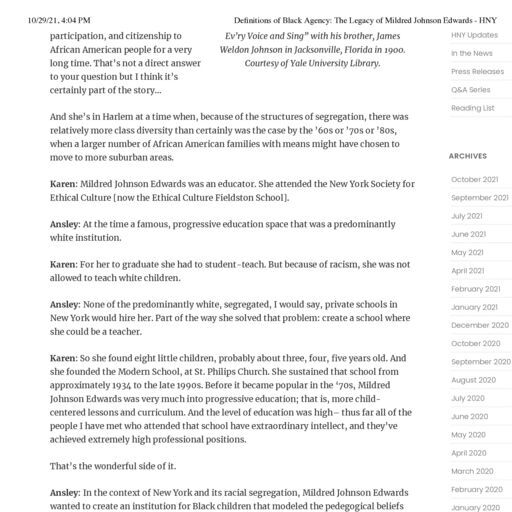 10/29/21, 4:04 PM
Definitions of Black Agency: The Legacy of Mildred Johnson Edwards - HNY
participation, and citizenship to
African American people for a very
long time. That's not a direct answer
to your question but I think it's
certainly part of the story…
Ev'ry Voice and Sing" with his brother, James
Weldon Johnson in Jacksonville, Florida in 1900.
Courtesy of Yale University Library.
And she's in Harlem at a time when, because of the structures of segregation, there was
relatively more class diversity than certainly was the case by the '60s or '70s or '80s,
when a larger number of African American families with means might have chosen to
move to more suburban areas.
Karen: Mildred Johnson Edwards was an educator. She attended the New York Society for
Ethical Culture [now the Ethical Culture Fieldston School].
Ansley: At the time a famous, progressive education space that was a predominantly
white institution.
Karen: For her to graduate she had to student-teach. But because of racism, she was not
allowed to teach white children.
Ansley: None of the predominantly white, segregated, I would say, private schools in
New York would hire her. Part of the way she solved that problem: create a school where
she could be a teacher.
Karen: So she found eight little children, probably about three, four, five years old. And
she founded the Modern School, at St. Philips Church. She sustained that school from
approximately 1934 to the late 1990s. Before it became popular in the '70s, Mildred
Johnson Edwards was very much into progressive education; that is, more child-
centered lessons and curriculum. And the level of education was high– thus far all of the
people I have met who attended that school have extraordinary intellect, and they've
achieved extremely high professional positions.
That's the wonderful side of it.
Ansley: In the context of New York and its racial segregation, Mildred Johnson Edwards
wanted to create an institution for Black children that modeled the pedegogical beliefs
HNY Updates
In the News
Press Releases
Q&A Series
Reading List
ARCHIVES
October 2021
September 2021
July 2021
June 2021
May 2021
April 2021
February 2021
January 2021
December 2020
October 2020
September 2020
August 2020
July 2020
June 2020
May 2020
April 2020
March 2020
February 2020
January 2020